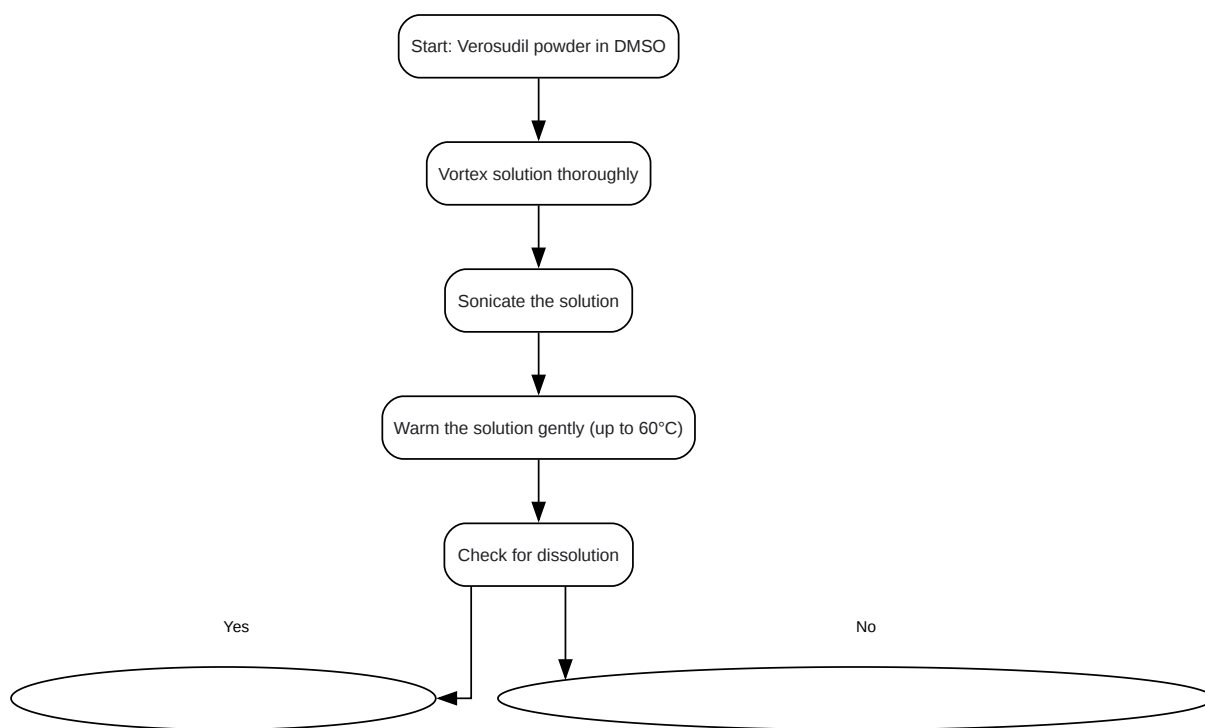 Start: Verosudil powder in DMSO
Vortex solution thoroughly
Sonicate the solution
Warm the solution gently (up to 60°C)
Check for dissolution
Yes
No